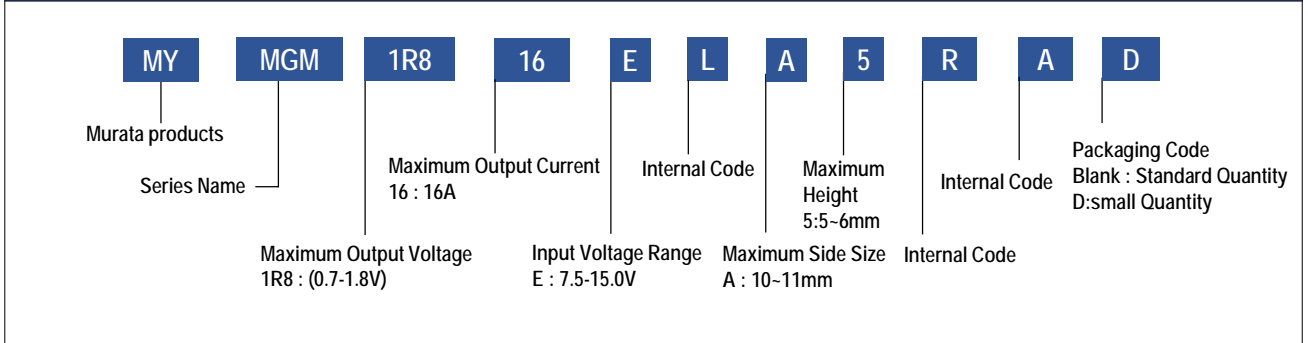 MY MGM 1R8 16 E L A 5 R A D
Murata products
Series Name
Maximum Output Voltage
1R8 : (0.7-1.8V)
Maximum Output Current
16 : 16A
Input Voltage Range
E : 7.5-15.0V
Internal Code
Maximum Side Size
A : 10~11mm
Maximum
Height
5:5~6mm
Internal Code
Internal Code
Packaging Code
Blank : Standard Quantity
D:small Quantity